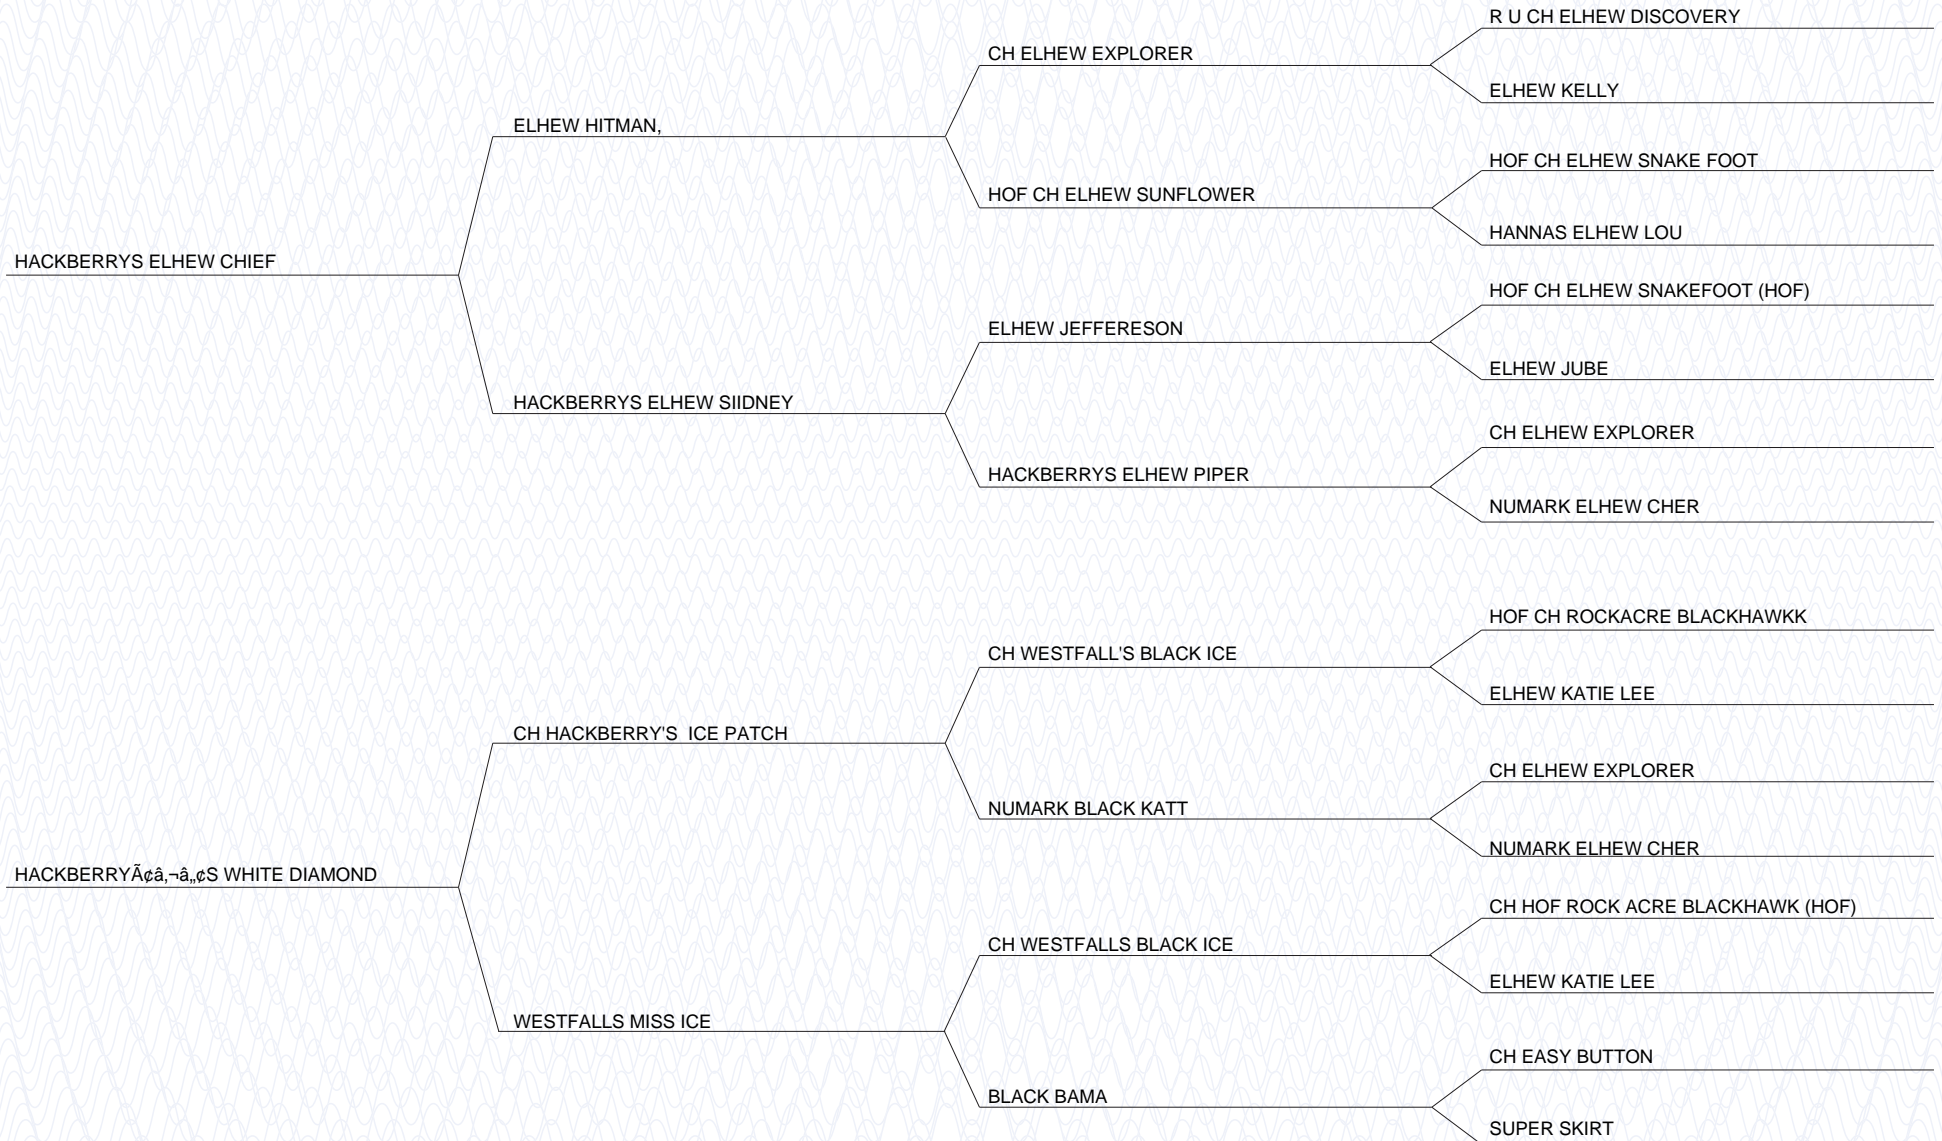 R U CH ELHEW DISCOVERY
CH ELHEW EXPLORER
ELHEW KELLY
ELHEW HITMAN,
HOF CH ELHEW SNAKE FOOT
HOF CH ELHEW SUNFLOWER
HANNAS ELHEW LOU
HACKBERRYS ELHEW CHIEF
HOF CH ELHEW SNAKEFOOT (HOF)
ELHEW JEFFERESON
ELHEW JUBE
HACKBERRYS ELHEW SIIDNEY
CH ELHEW EXPLORER
HACKBERRYS ELHEW PIPER
NUMARK ELHEW CHER
HOF CH ROCKACRE BLACKHAWKK
CH WESTFALL'S BLACK ICE
ELHEW KATIE LEE
CH HACKBERRY'S  ICE PATCH
CH ELHEW EXPLORER
NUMARK BLACK KATT
NUMARK ELHEW CHER
HACKBERRYÃ¢â‚¬â„¢S WHITE DIAMOND
CH HOF ROCK ACRE BLACKHAWK (HOF)
CH WESTFALLS BLACK ICE
ELHEW KATIE LEE
WESTFALLS MISS ICE
CH EASY BUTTON
BLACK BAMA
SUPER SKIRT